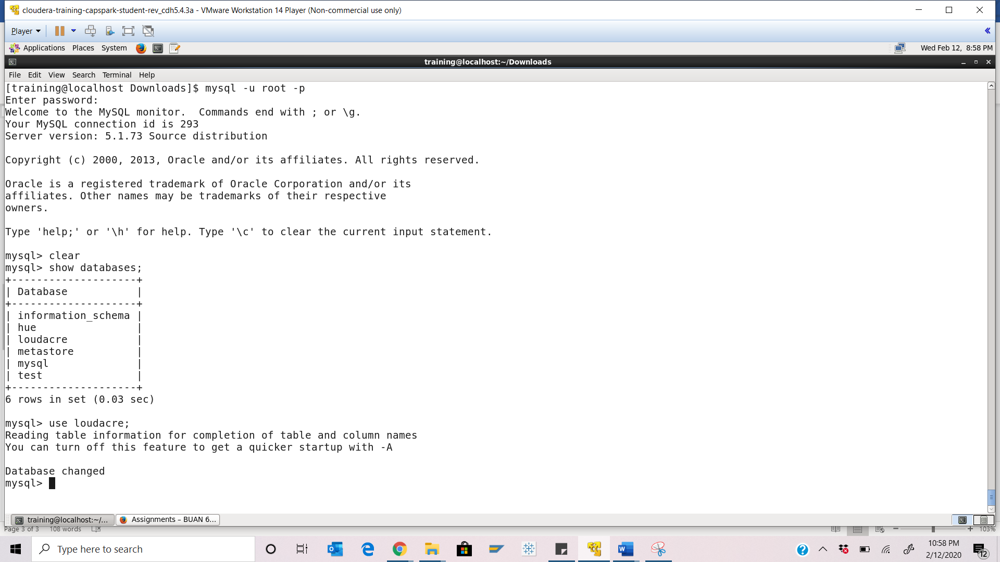 cloudera-training-capspark-student-rev_cdh5.4.3a - VMware Workstation 14 Player (Non-commercial use only)
Player
Applications Places System Wed Feb 12, 8:58 PM
training@localhost:~/Downloads
File Edit View Search Terminal Help
[training@localhost Downloads]$ mysql -u root -p
Enter password:
Welcome to the MySQL monitor.  Commands end with ; or \g.
Your MySQL connection id is 293
Server version: 5.1.73 Source distribution
Copyright (c) 2000, 2013, Oracle and/or its affiliates. All rights reserved.
Oracle is a registered trademark of Oracle Corporation and/or its
affiliates. Other names may be trademarks of their respective
owners.
Type 'help;' or '\h' for help. Type '\c' to clear the current input statement.
mysql> clear
mysql> show databases;
+--------------------+
| Database           |
+--------------------+
| information_schema |
| hue                |
| loudacre           |
| metastore          |
| mysql              |
| test               |
+--------------------+
6 rows in set (0.03 sec)
mysql> use loudacre;
Reading table information for completion of table and column names
You can turn off this feature to get a quicker startup with -A
Database changed
mysql>
training@localhost:~/... Assignments – BUAN 6...
Page 3 of 3 108 words 103%
Type here to search
10:58 PM
2/12/2020
12